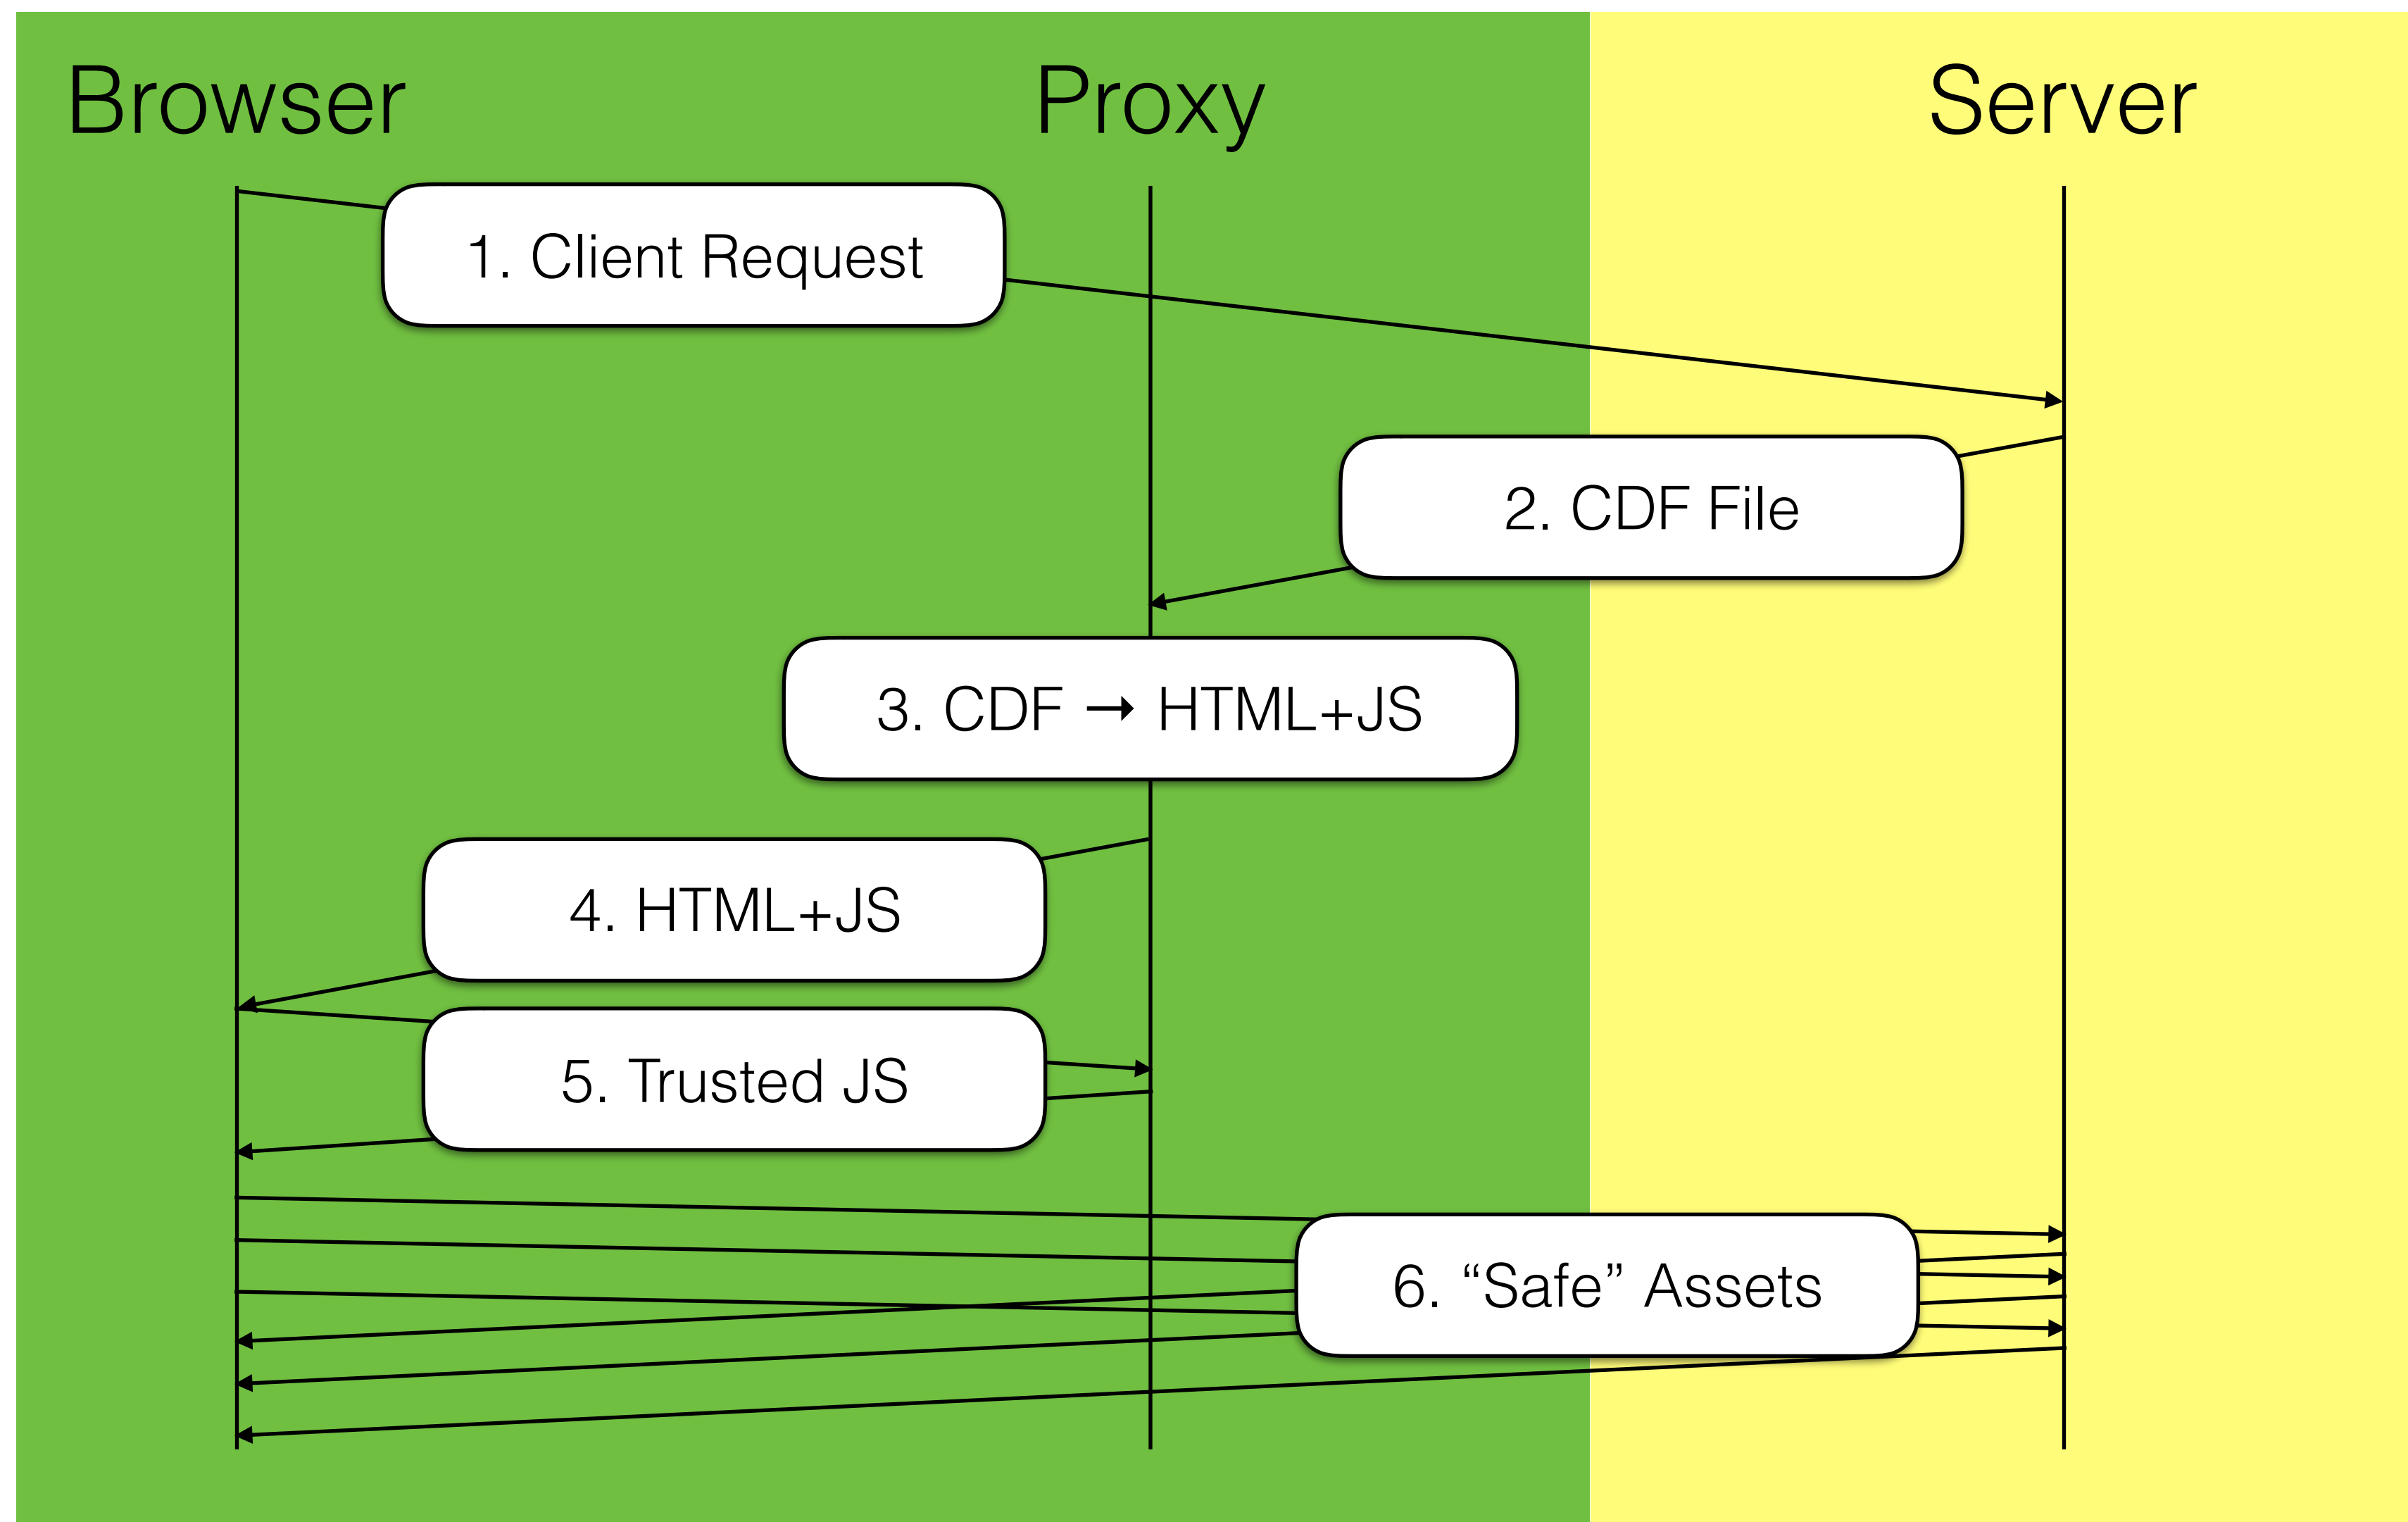 Browser
Proxy
Server
1. Client Request
2. CDF File
3. CDF → HTML+JS
4. HTML+JS
5. Trusted JS
6. “Safe” Assets